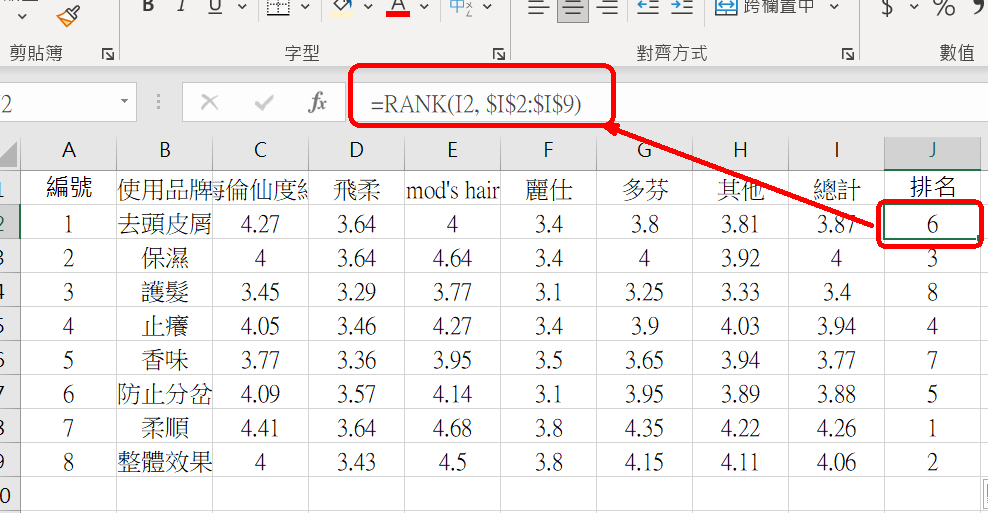 B I U A 中 跨欄置中 $ % 9
剪貼簿 字型 對齊方式 數值
2 fx =RANK(I2, $I$2:$I$9)
A B C D E F G H I J
1 編號 使用品牌 海倫仙度絲 飛柔 mod's hair 麗仕 多芬 其他 總計 排名
2 1 去頭皮屑 4.27 3.64 4 3.4 3.8 3.81 3.87 6
3 2 保濕 4 3.64 4.64 3.4 4 3.92 4 3
4 3 護髮 3.45 3.29 3.77 3.1 3.25 3.33 3.4 8
5 4 止癢 4.05 3.46 4.27 3.4 3.9 4.03 3.94 4
6 5 香味 3.77 3.36 3.95 3.5 3.65 3.94 3.77 7
7 6 防止分岔 4.09 3.57 4.14 3.1 3.95 3.89 3.88 5
8 7 柔順 4.41 3.64 4.68 3.8 4.35 4.22 4.26 1
9 8 整體效果 4 3.43 4.5 3.8 4.15 4.11 4.06 2
0